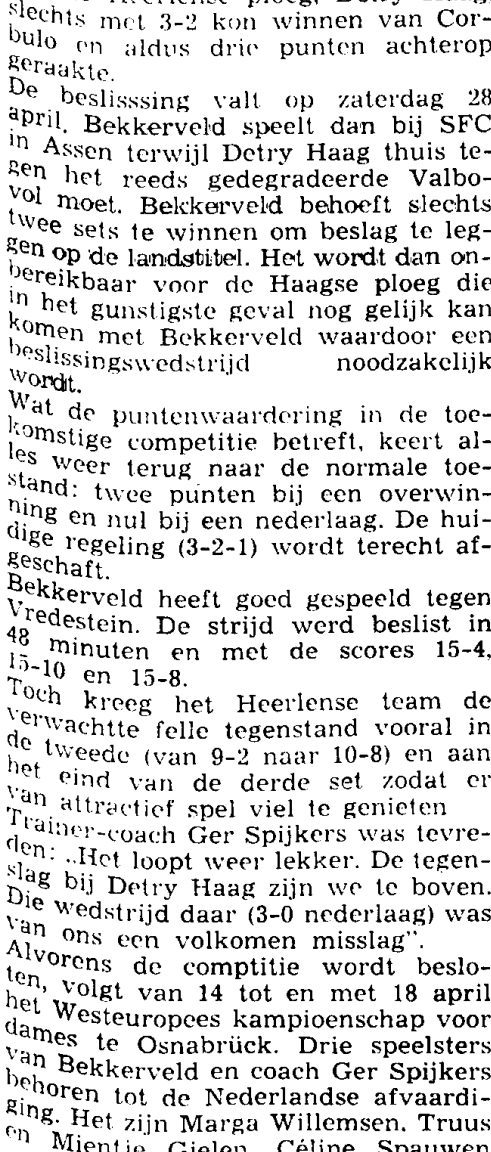 slechts met 3-2 kon winnen van Cor-
bulo en aldus drie punten achterop
geraakte.
De beslisssing valt op zaterdag 28
april. Bekkerveld speelt dan bij SFC
in Assen terwijl Detry Haag thuis te-
gen het reeds gedegradeerde Valbo-
vol moet. Bekkerveld behoeft slechts
twee sets te winnen om beslag te leg-
gen op de landstitel. Het wordt dan on-
bereikbaar voor de Haagse ploeg die
in het gunstigste geval nog gelijk kan
komen met Bekkerveld waardoor een
beslissingswedstrijd noodzakelijk
wordt.
Wat de puntenwaardering in de toe-
komstige competitie betreft, keert al-
les weer terug naar de normale toe-
stand: twee punten bij een overwin-
ning en nul bij een nederlaag. De hui-
dige regeling (3-2-1) wordt terecht af-
geschaft.
Bekkerveld heeft goed gespeeld tegen
Vredestein. De strijd werd beslist in
48 minuten en met de scores 15-4,
15-10 en 15-8.
Toch kreeg het Heerlense team de
verwachtte felle tegenstand vooral in
de tweede (van 9-2 naar 10-8) en aan
het eind van de derde set zodat er
van attractief spel viel te genieten
Trainer-coach Ger Spijkers was tevre-
den: „Het loopt weer lekker. De tegen-
slag bij Detry Haag zijn we te boven.
Die wedstrijd daar (3-0 nederlaag) was
van ons een volkomen misslag".
Alvorens de comptitie wordt beslo-
ten, volgt van 14 tot en met 18 april
het Westeuropees kampioenschap voor
dames te Osnabrück. Drie speelsters
van Bekkerveld en coach Ger Spijkers
behoren tot de Nederlandse afvaardi-
ging. Het zijn Marga Willemsen, Truus
en Mientje Gielen. Céline Spauwen